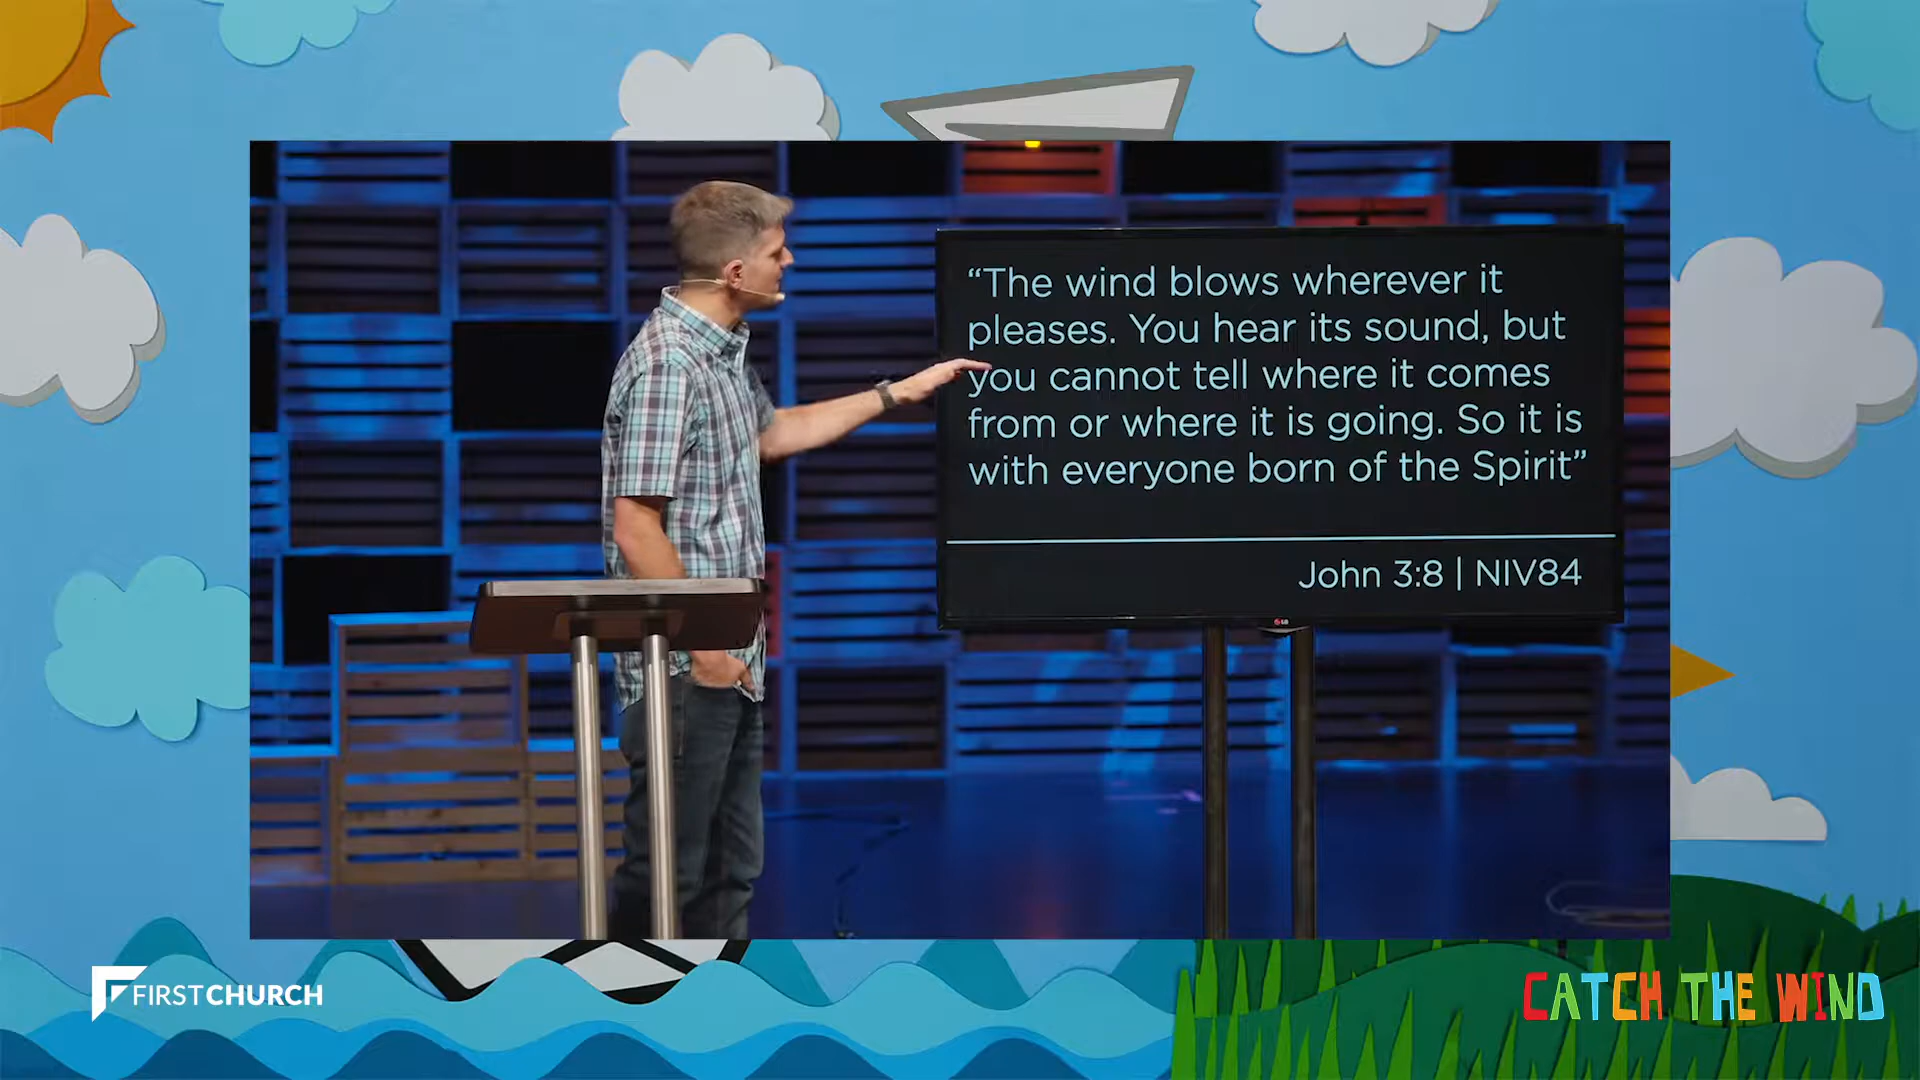 “The wind blows wherever it
pleases. You hear its sound, but
you cannot tell where it comes
from or where it is going. So it is
with everyone born of the Spirit”
John 3:8 | NIV84
LG
FIRSTCHURCH
CATCH THE WIND